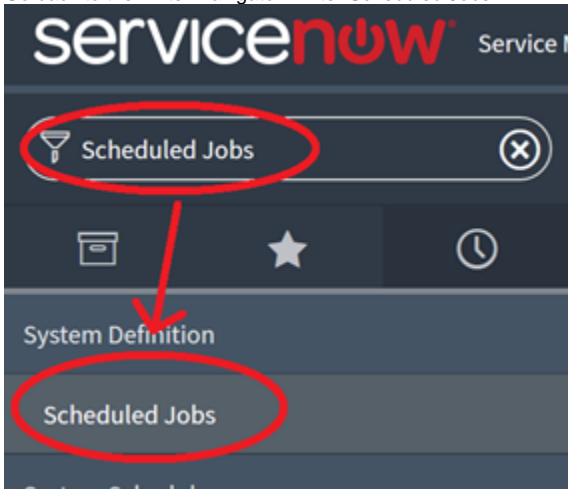 servicenow Service
Scheduled Jobs
System Definition
Scheduled Jobs